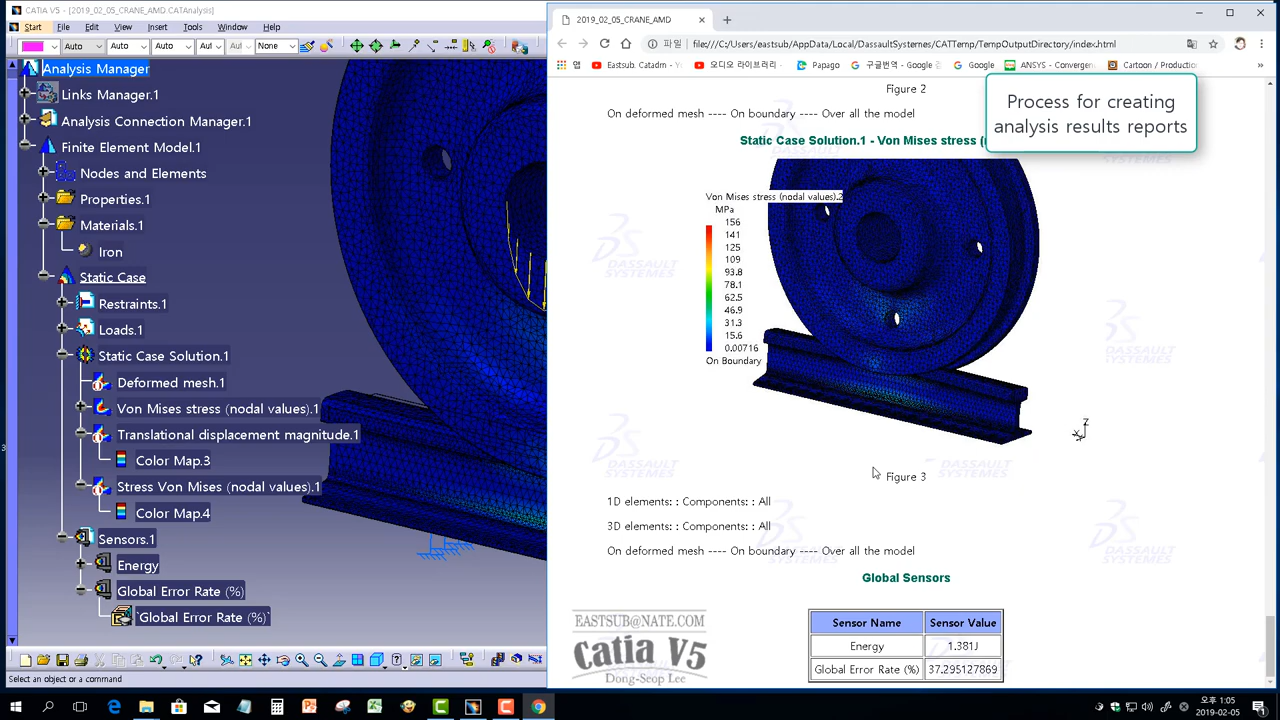 CATIA V5 - [2019_02_05_CRANE_AMD CATAnalysis]
Start File Edit View Insert Tools Window Help
Auto Auto Auto Aut Aut None
Analysis Manager
Links Manager.1
Analysis Connection Manager.1
Finite Element Model.1
Nodes and Elements
Properties.1
Materials.1
Iron
Static Case
Restraints.1
Loads.1
Static Case Solution.1
Deformed mesh.1
Von Mises stress (nodal values).1
Translational displacement magnitude.1
Color Map.3
Stress Von Mises (nodal values).1
Color Map.4
Sensors.1
Energy
Global Error Rate (%)
`Global Error Rate (%)`
Select an object or a command
2019_02_05_CRANE_AMD
파일 file:///C:/Users/eastsub/AppData/Local/DassaultSystemes/CATTemp/TempOutputDirectory/index.html
앱 Eastsub. Catadm - Y 오디오 라이브러리 - Papago 구글번역 - Google Google ANSYS - Convergen Cartoon / Production
Process for creating
analysis results reports
Figure 2
On deformed mesh ---- On boundary ---- Over all the model
Static Case Solution.1 - Von Mises stress (
Von Mises stress (nodal values).2
MPa
156
141
125
109
93.8
78.1
62.5
46.9
31.3
15.6
0.00716
On Boundary
DASSAULT
SYSTEMES
DASSAULT
SYSTEMES
DASSAULT
SYSTEMES
DASSAULT
SYSTEMES
Z
Figure 3
1D elements: : Components: : All
3D elements: : Components: : All
On deformed mesh ---- On boundary ---- Over all the model
Global Sensors
Sensor Name Sensor Value
Energy 1.381J
Global Error Rate (%) 37.295127869
EASTSUB@NATE.COM
Catia V5
Dong-Seop Lee
오후 1:05
2019-02-05